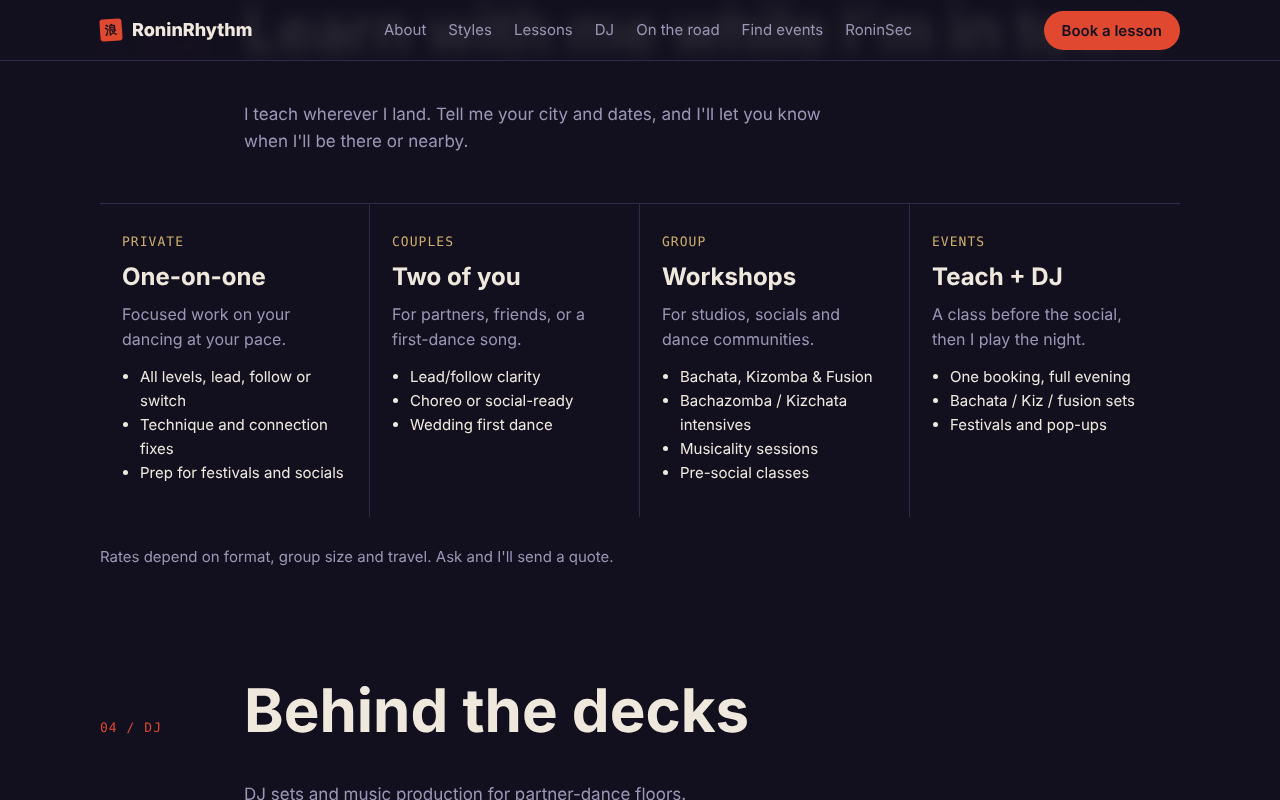 浪 RoninRhythm About Styles Lessons DJ On the road Find events RoninSec Book a lesson
I teach wherever I land. Tell me your city and dates, and I'll let you know
when I'll be there or nearby.
PRIVATE
One-on-one
Focused work on your
dancing at your pace.
• All levels, lead, follow or
switch
• Technique and connection
fixes
• Prep for festivals and socials
COUPLES
Two of you
For partners, friends, or a
first-dance song.
• Lead/follow clarity
• Choreo or social-ready
• Wedding first dance
GROUP
Workshops
For studios, socials and
dance communities.
• Bachata, Kizomba & Fusion
• Bachazomba / Kizchata
intensives
• Musicality sessions
• Pre-social classes
EVENTS
Teach + DJ
A class before the social,
then I play the night.
• One booking, full evening
• Bachata / Kiz / fusion sets
• Festivals and pop-ups
Rates depend on format, group size and travel. Ask and I'll send a quote.
04 / DJ
Behind the decks
DJ sets and music production for partner-dance floors.